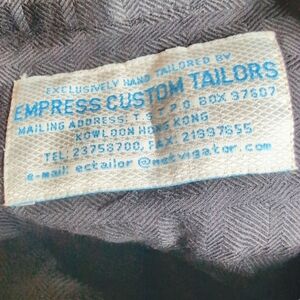 EXCLUSIVELY HAND TAILORED BY
EMPRESS CUSTOM TAILORS
MAILING ADDRESS: T.S.T. P.O. BOX 97607
KOWLOON HONG KONG
TEL. 23758700, FAX. 21997655
e-mail: ectailor@netvigator.com